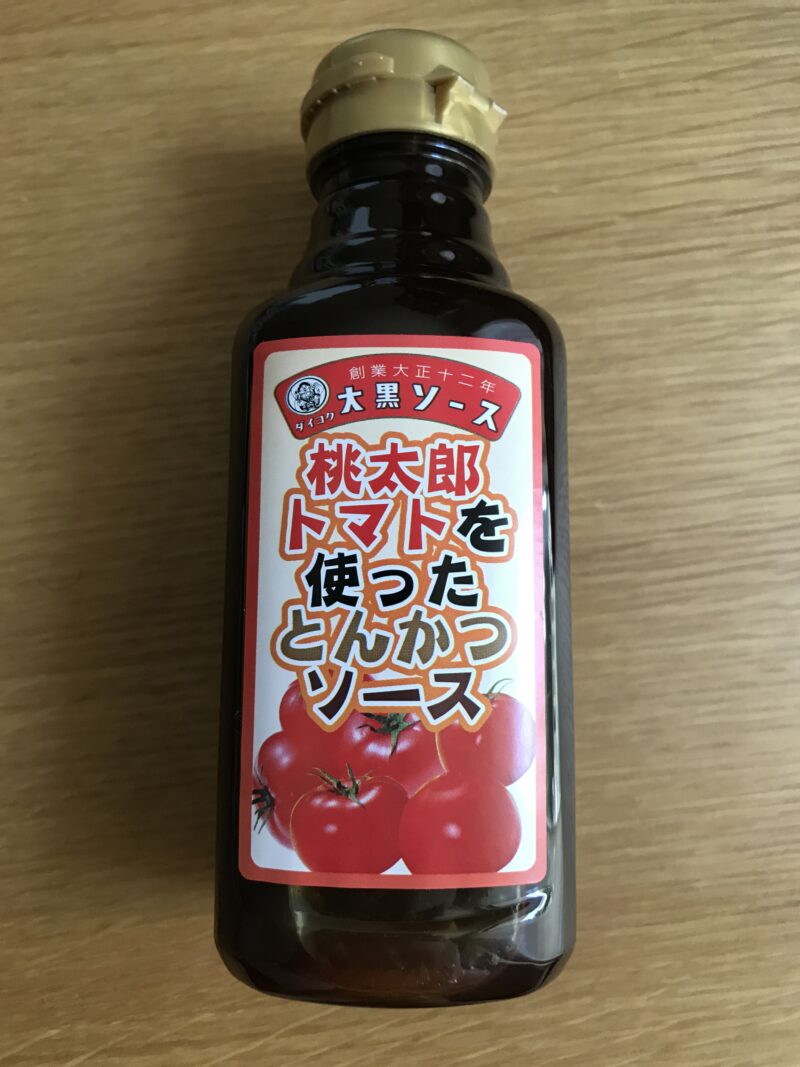 創業大正十二年
ダイコク 大黒ソース
桃太郎
トマトを
使った
とんかつ
ソース